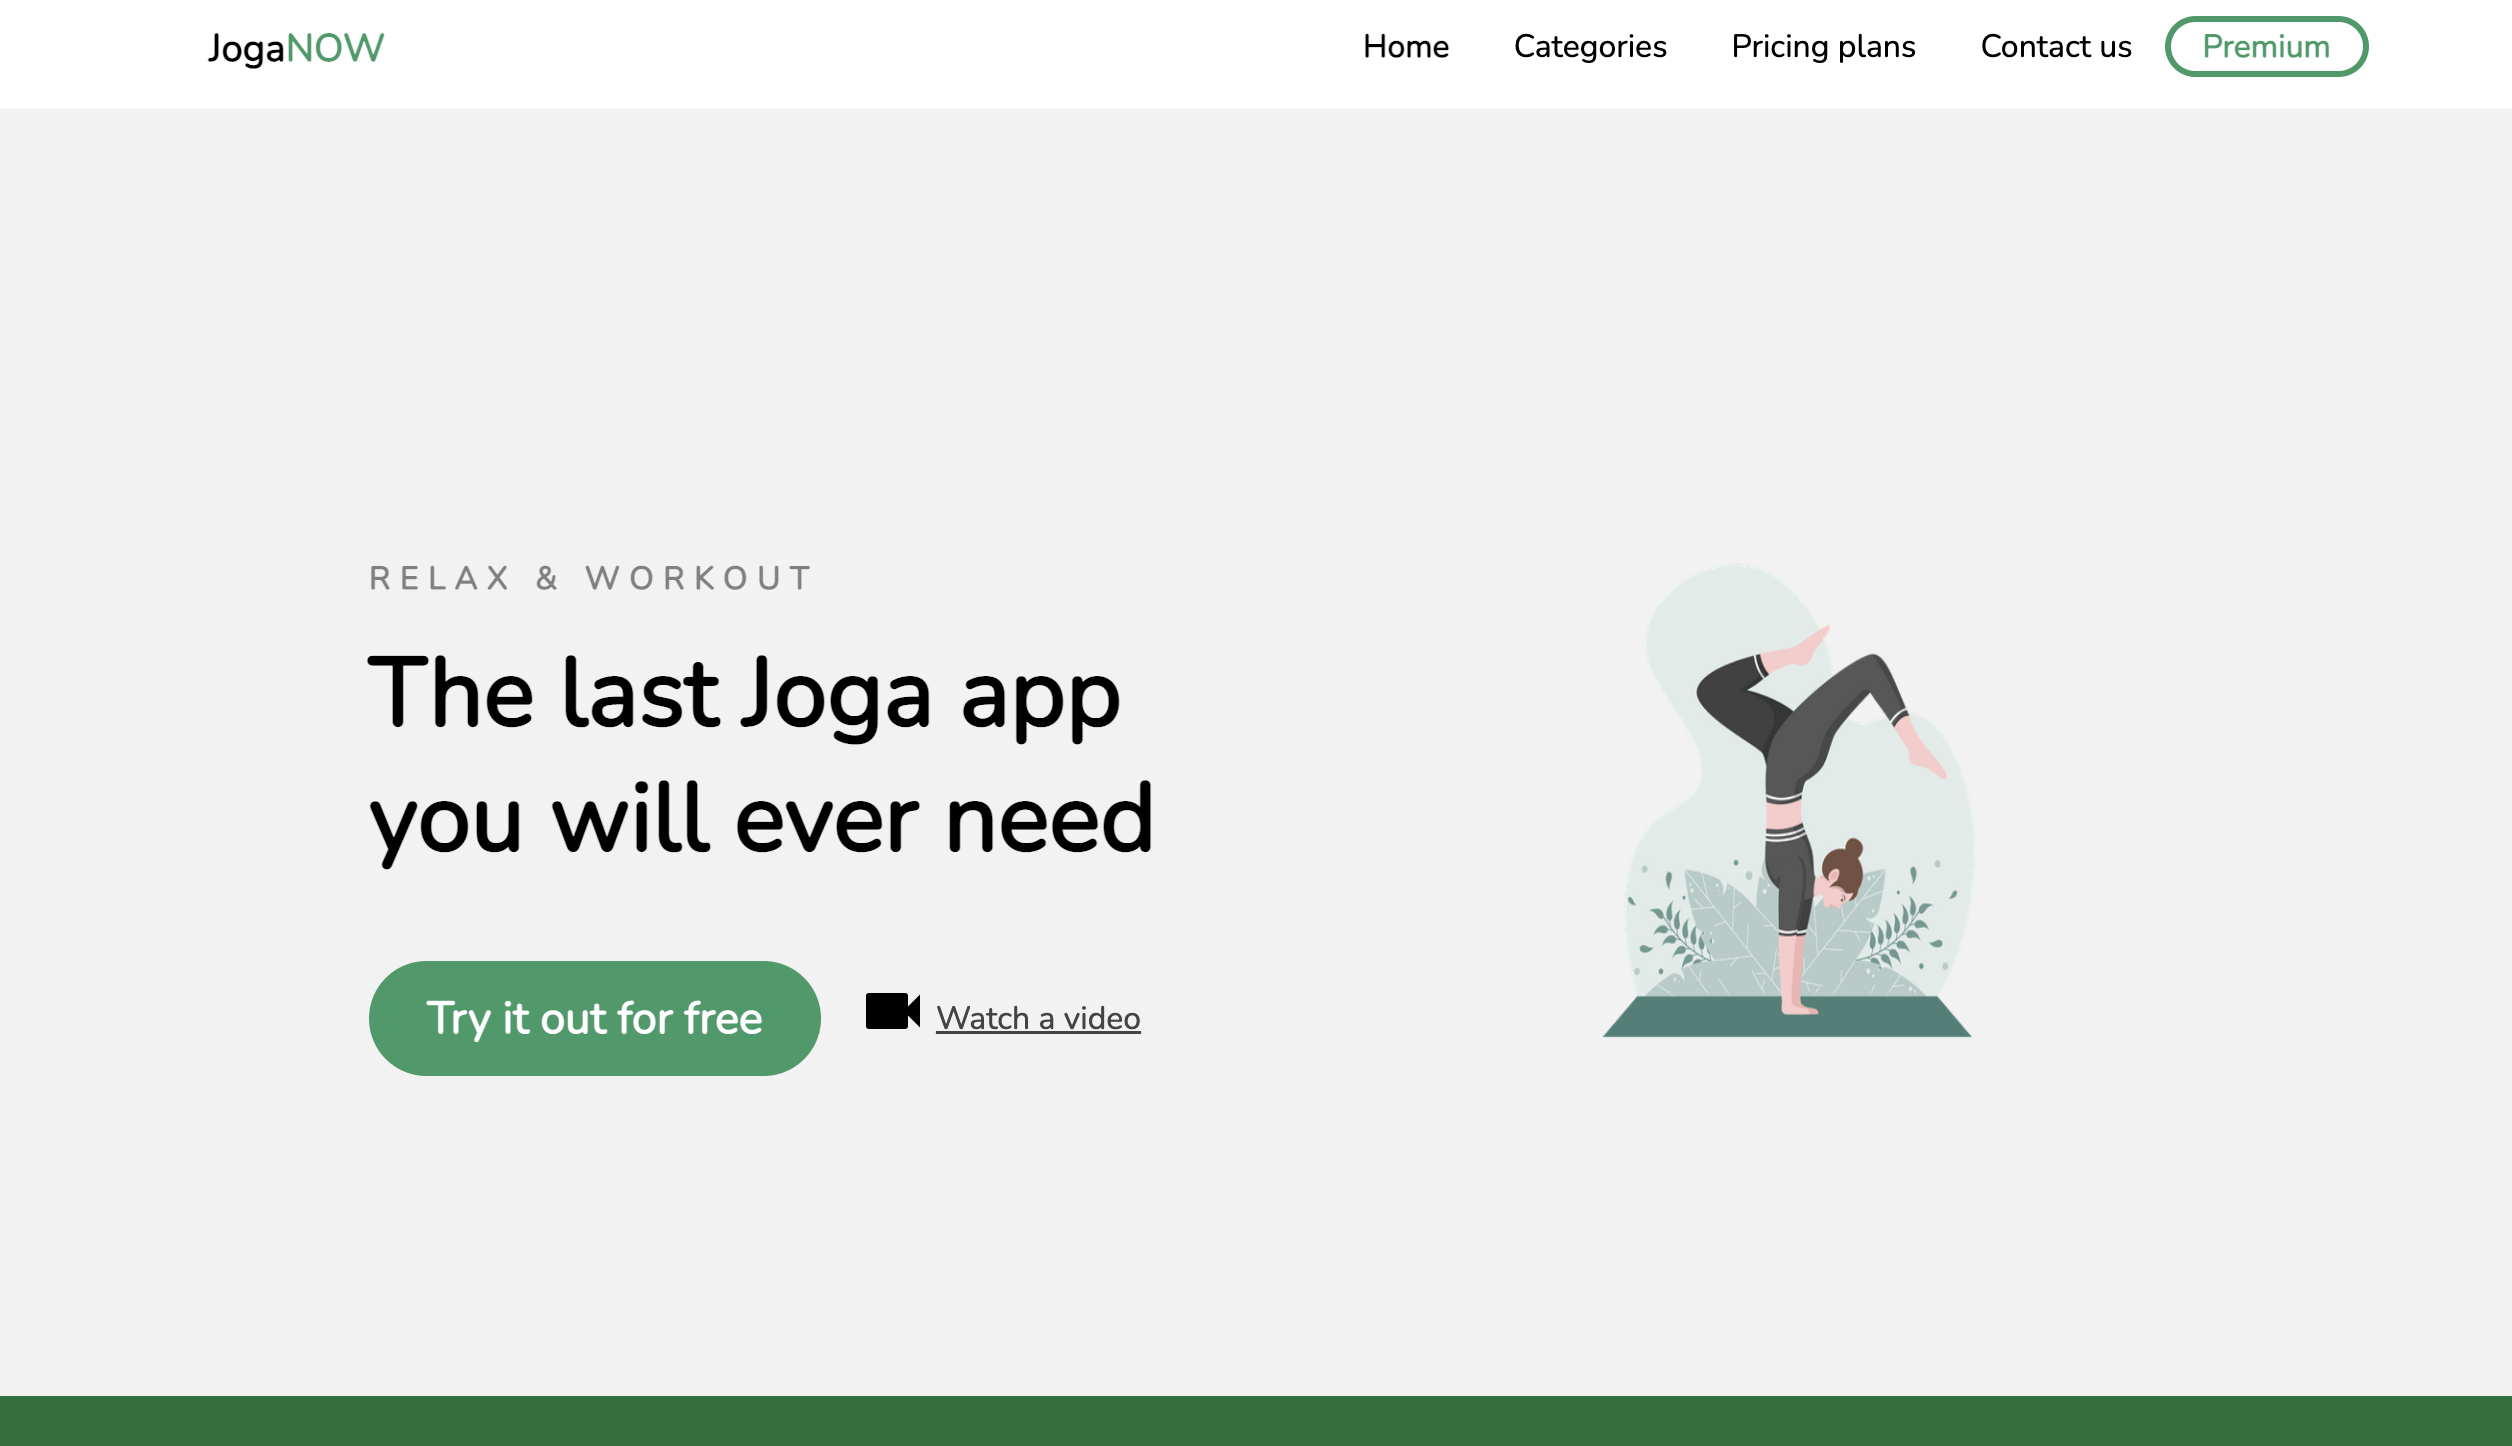 JogaNOW
Home Categories Pricing plans Contact us Premium
RELAX & WORKOUT
The last Joga app
you will ever need
Try it out for free Watch a video